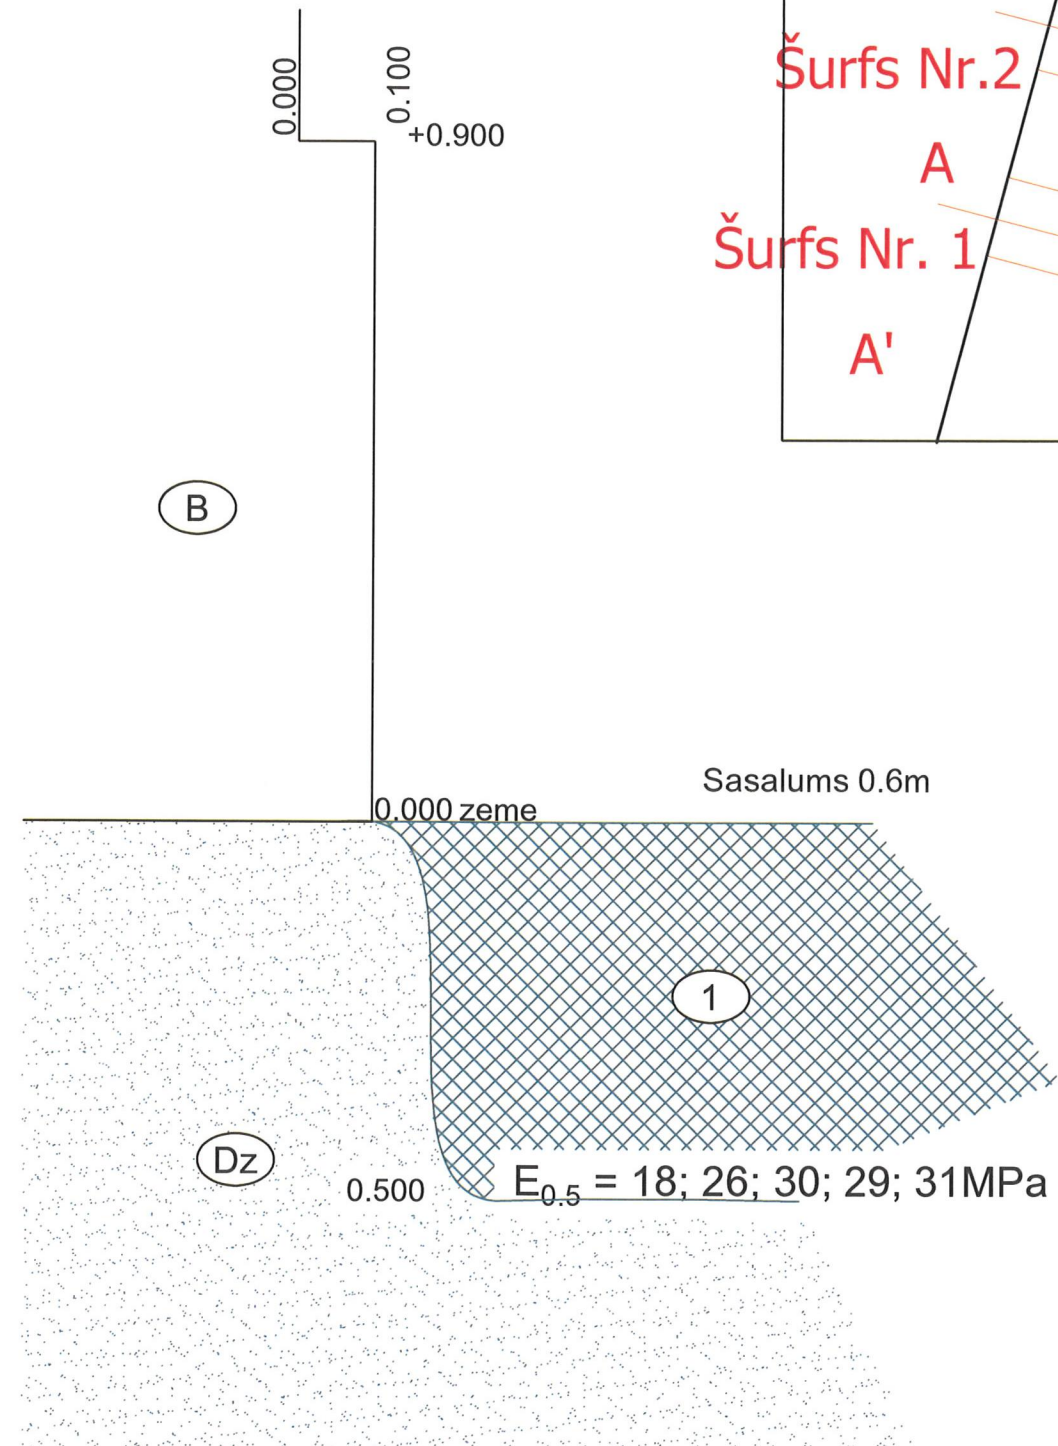 0.000
0.100
+0.900
Šurfs Nr.2
A
Šurfs Nr. 1
A'
B
Sasalums 0.6m
0.000 zeme
1
Dz
0.500
E0.5 = 18; 26; 30; 29; 31MPa